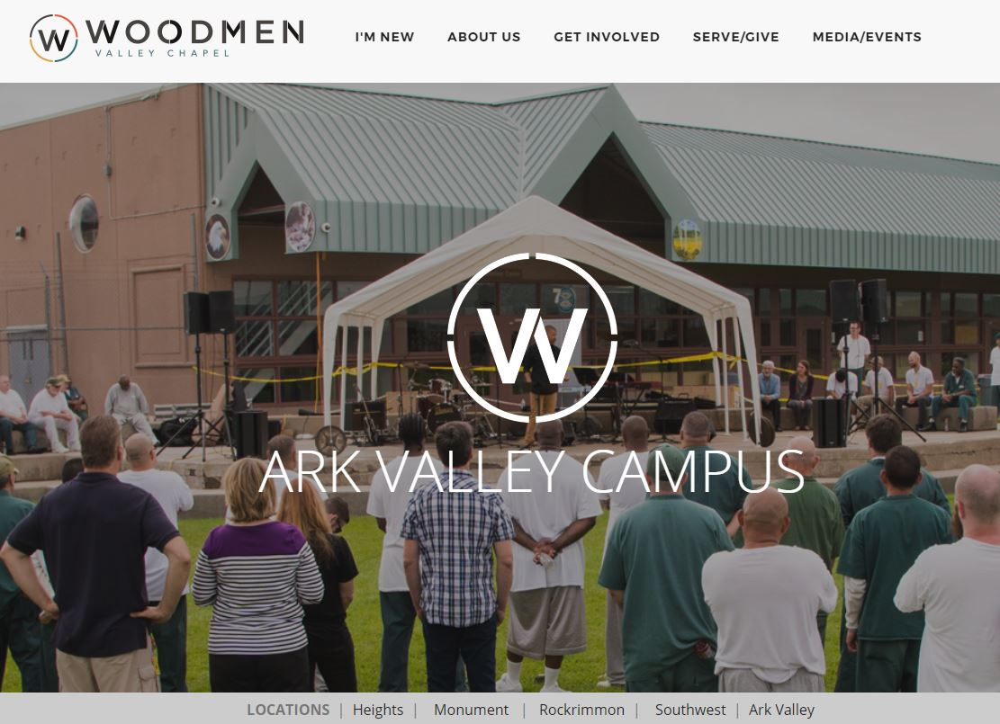 W WOODMEN
VALLEY CHAPEL
I'M NEW ABOUT US GET INVOLVED SERVE/GIVE MEDIA/EVENTS
7
W
ARK VALLEY CAMPUS
LOCATIONS | Heights | Monument | Rockrimmon | Southwest | Ark Valley